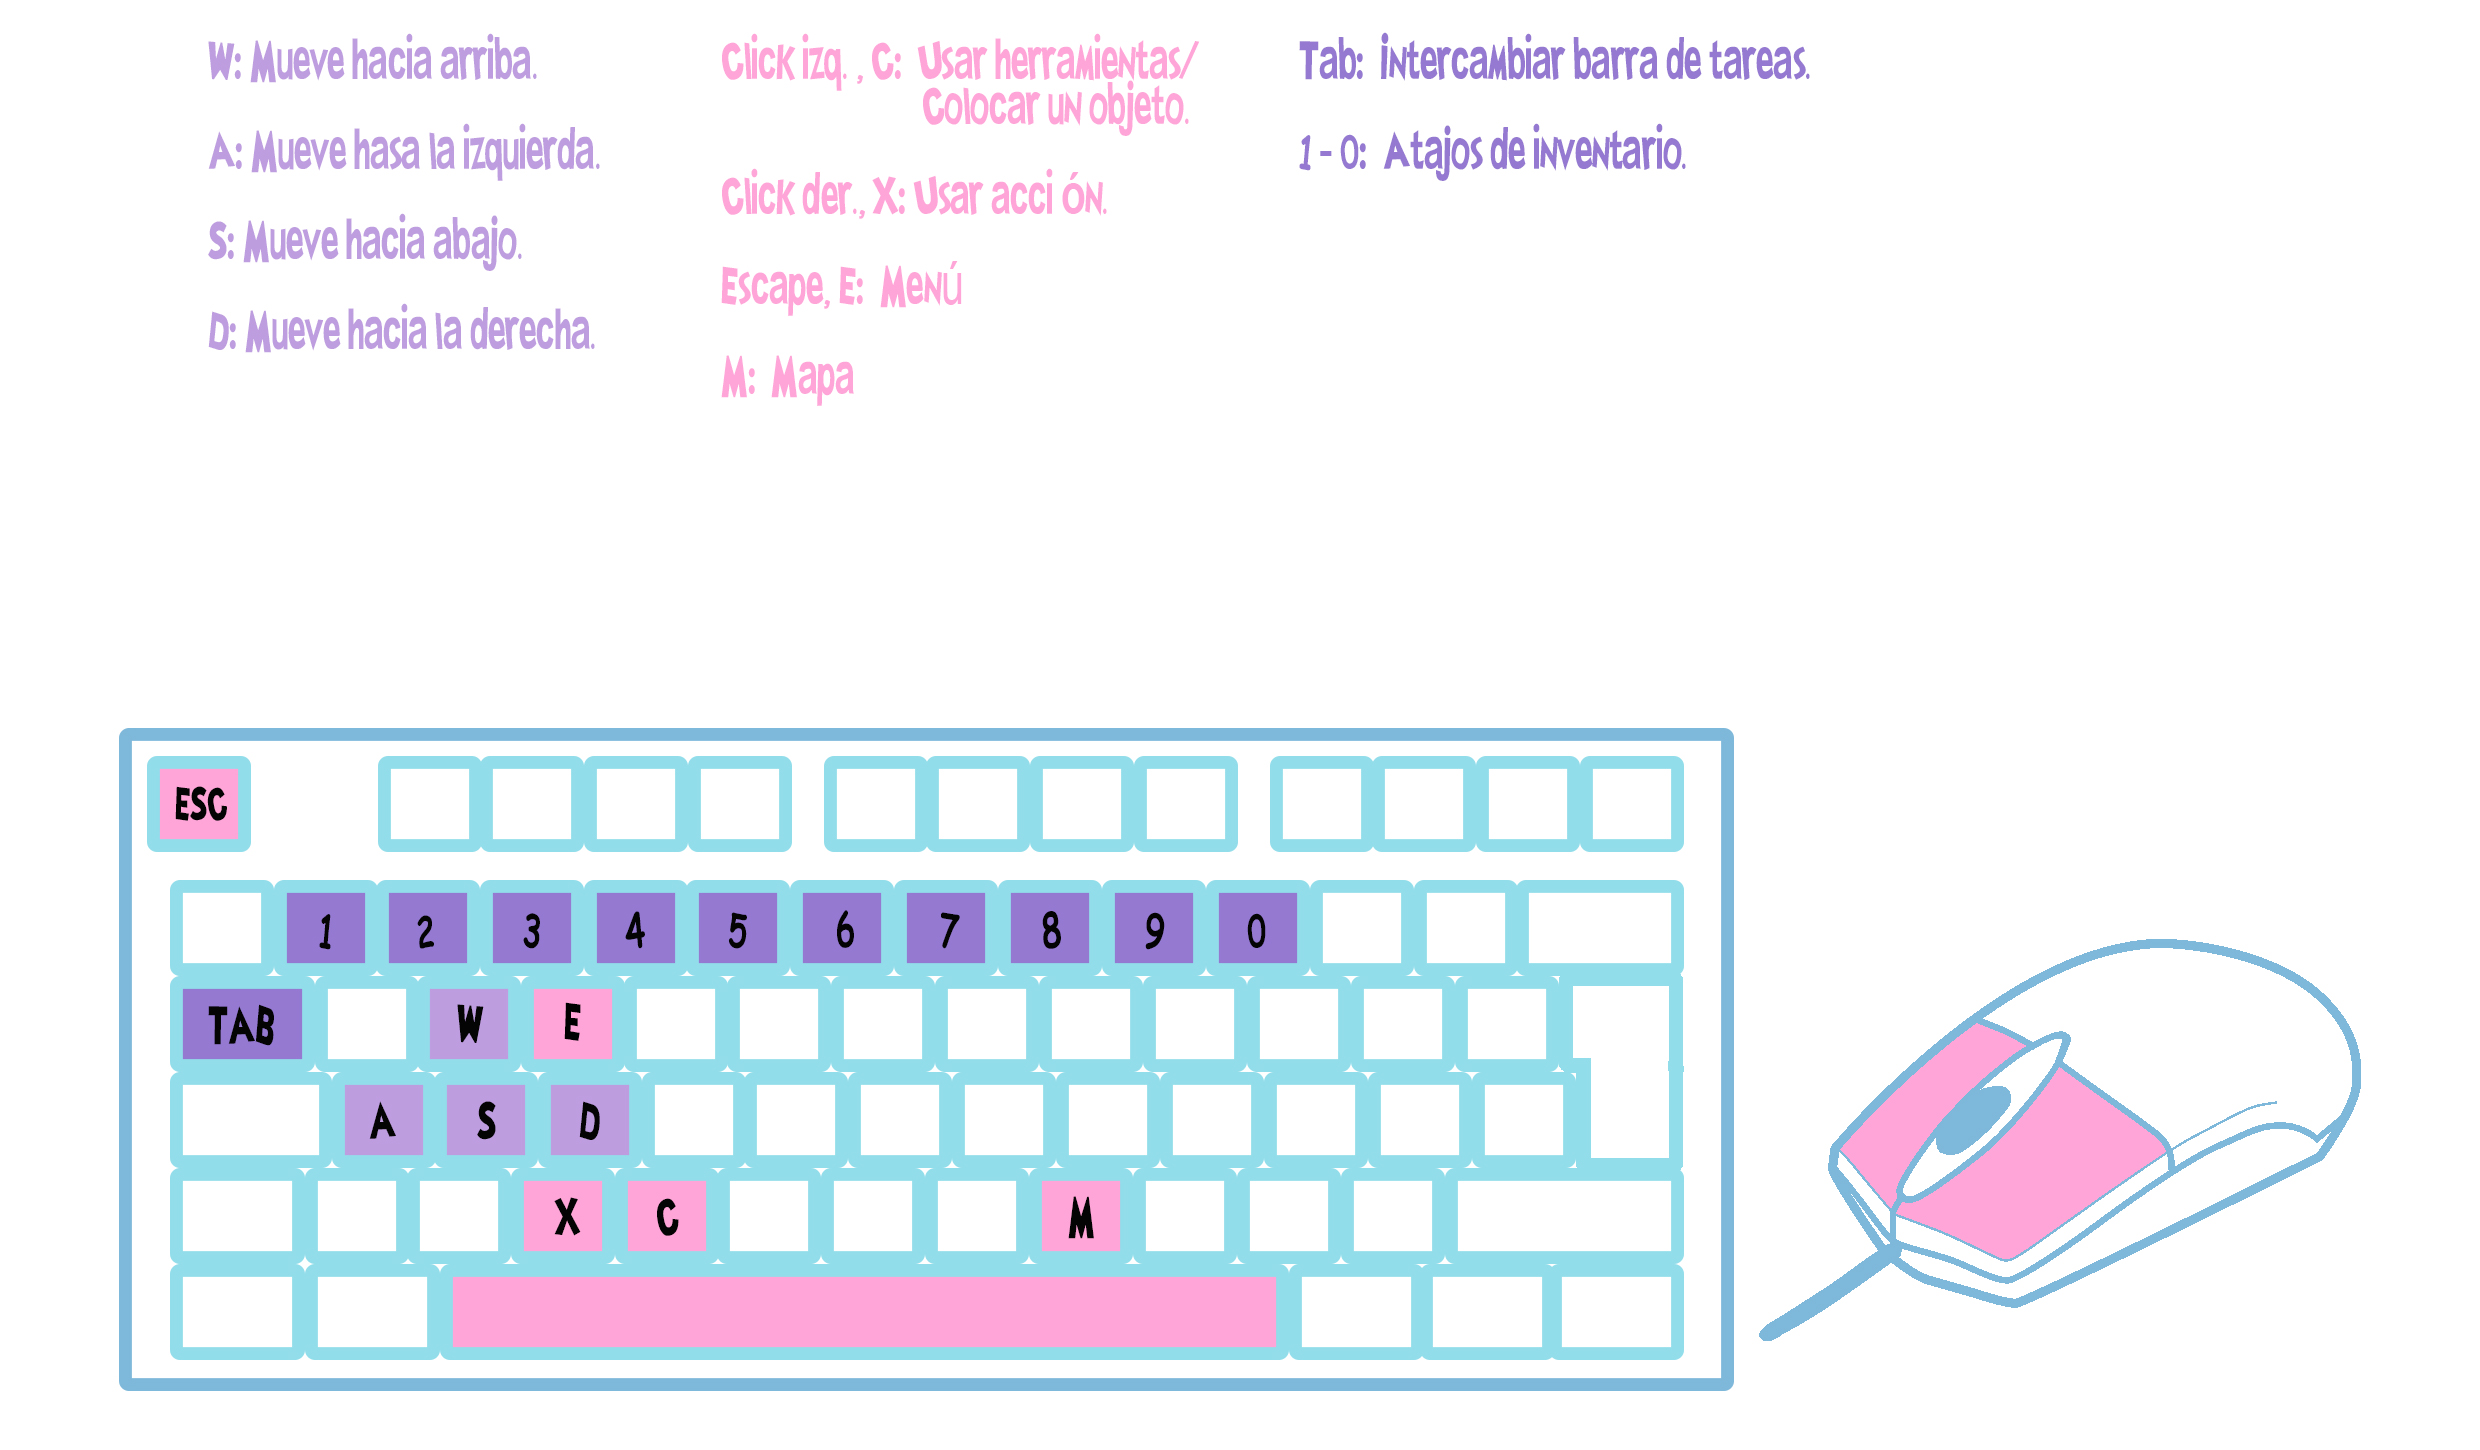 W: Mueve hacia arriba.
A: Mueve hasa la izquierda.
S: Mueve hacia abajo.
D: Mueve hacia la derecha.
Click izq. , C: Usar herramientas/
Colocar un objeto.
Click der., X: Usar acci ón.
Escape, E: Menú
M: Mapa
Tab: intercambiar barra de tareas.
1 - 0: Atajos de inventario.
ESC
1 2 3 4 5 6 7 8 9 0
TAB W E
A S D
X C M